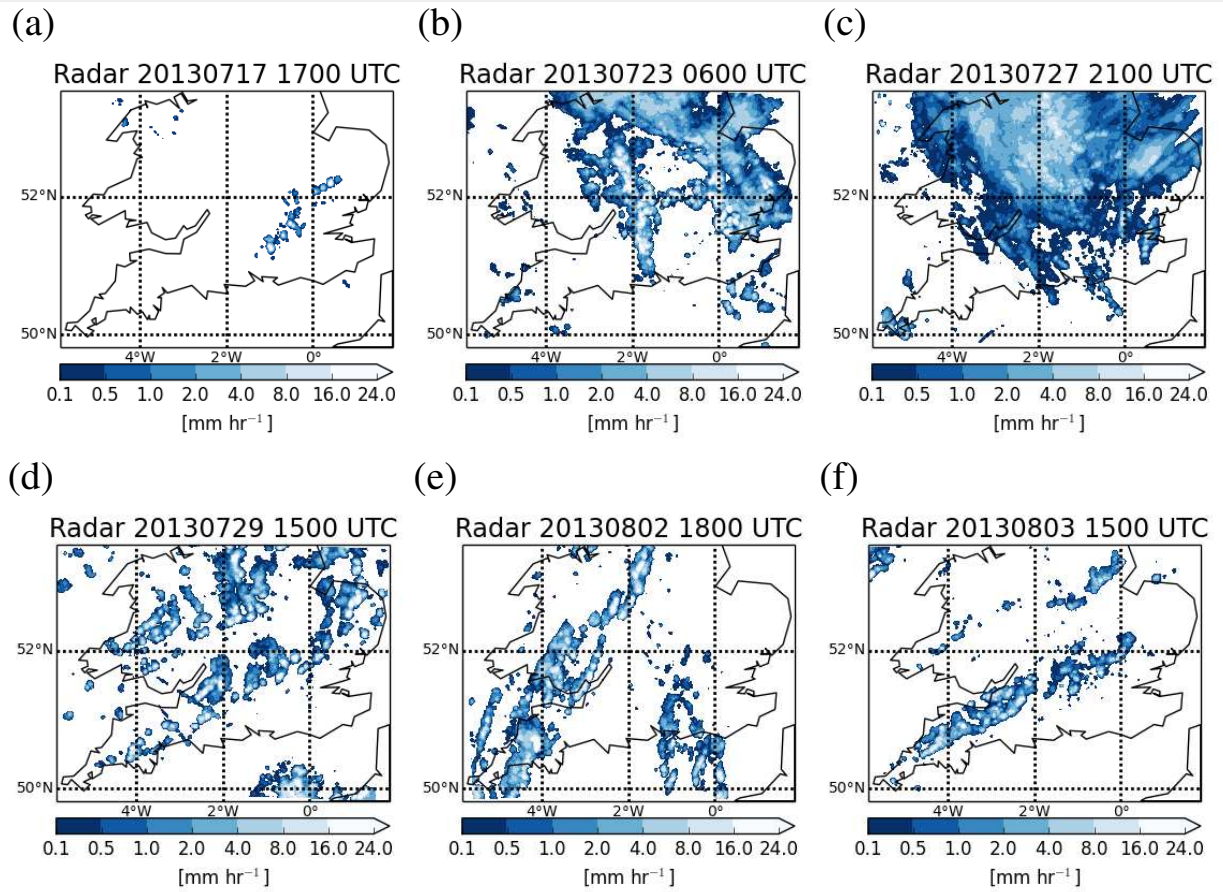 (a) (b) (c)
Radar 20130717 1700 UTC Radar 20130723 0600 UTC Radar 20130727 2100 UTC
52°N 52°N 52°N
50°N 50°N 50°N
4°W 2°W 0° 4°W 2°W 0° 4°W 2°W 0°
0.1 0.5 1.0 2.0 4.0 8.0 16.0 24.0 0.1 0.5 1.0 2.0 4.0 8.0 16.0 24.0 0.1 0.5 1.0 2.0 4.0 8.0 16.0 24.0
[mm hr⁻¹] [mm hr⁻¹] [mm hr⁻¹]
(d) (e) (f)
Radar 20130729 1500 UTC Radar 20130802 1800 UTC Radar 20130803 1500 UTC
52°N 52°N 52°N
50°N 50°N 50°N
4°W 2°W 0° 4°W 2°W 0° 4°W 2°W 0°
0.1 0.5 1.0 2.0 4.0 8.0 16.0 24.0 0.1 0.5 1.0 2.0 4.0 8.0 16.0 24.0 0.1 0.5 1.0 2.0 4.0 8.0 16.0 24.0
[mm hr⁻¹] [mm hr⁻¹] [mm hr⁻¹]